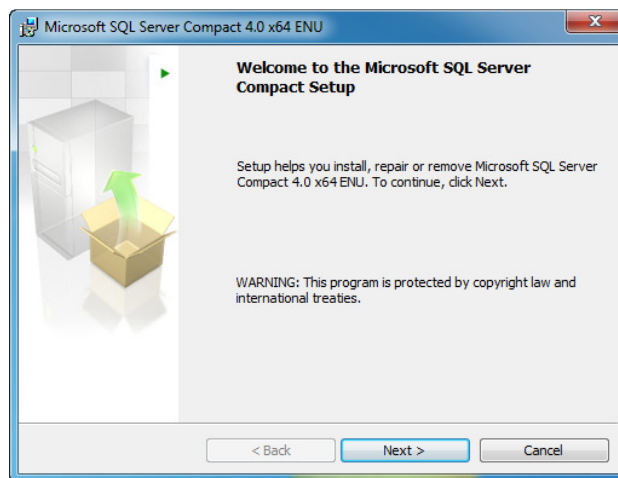 Microsoft SQL Server Compact 4.0 x64 ENU
Welcome to the Microsoft SQL Server
Compact Setup
Setup helps you install, repair or remove Microsoft SQL Server
Compact 4.0 x64 ENU. To continue, click Next.
WARNING: This program is protected by copyright law and
international treaties.
< Back
Next >
Cancel